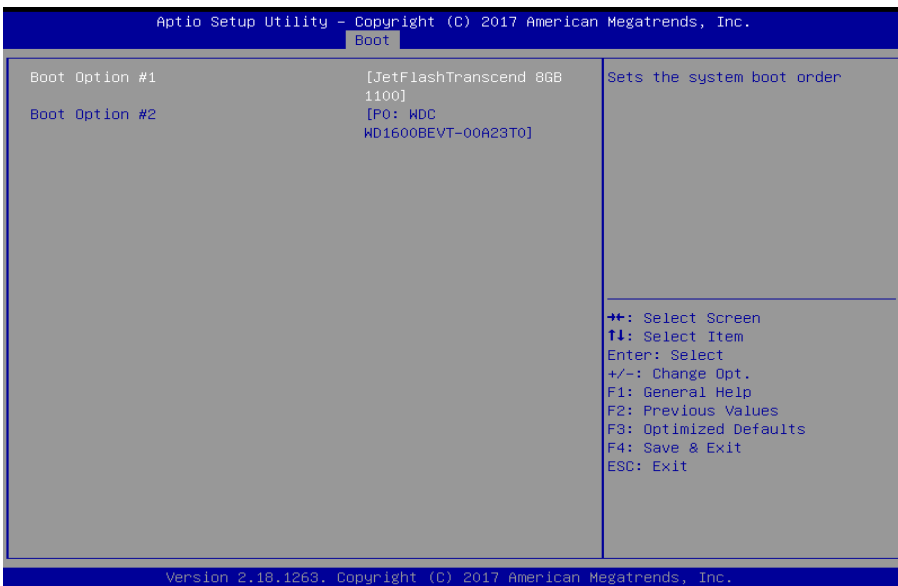 Aptio Setup Utility – Copyright (C) 2017 American Megatrends, Inc.
Boot
Boot Option #1 [JetFlashTranscend 8GB
1100]
Boot Option #2 [P0: WDC
WD1600BEVT-00A23T0]
Sets the system boot order
→←: Select Screen
↑↓: Select Item
Enter: Select
+/-: Change Opt.
F1: General Help
F2: Previous Values
F3: Optimized Defaults
F4: Save & Exit
ESC: Exit
Version 2.18.1263. Copyright (C) 2017 American Megatrends, Inc.